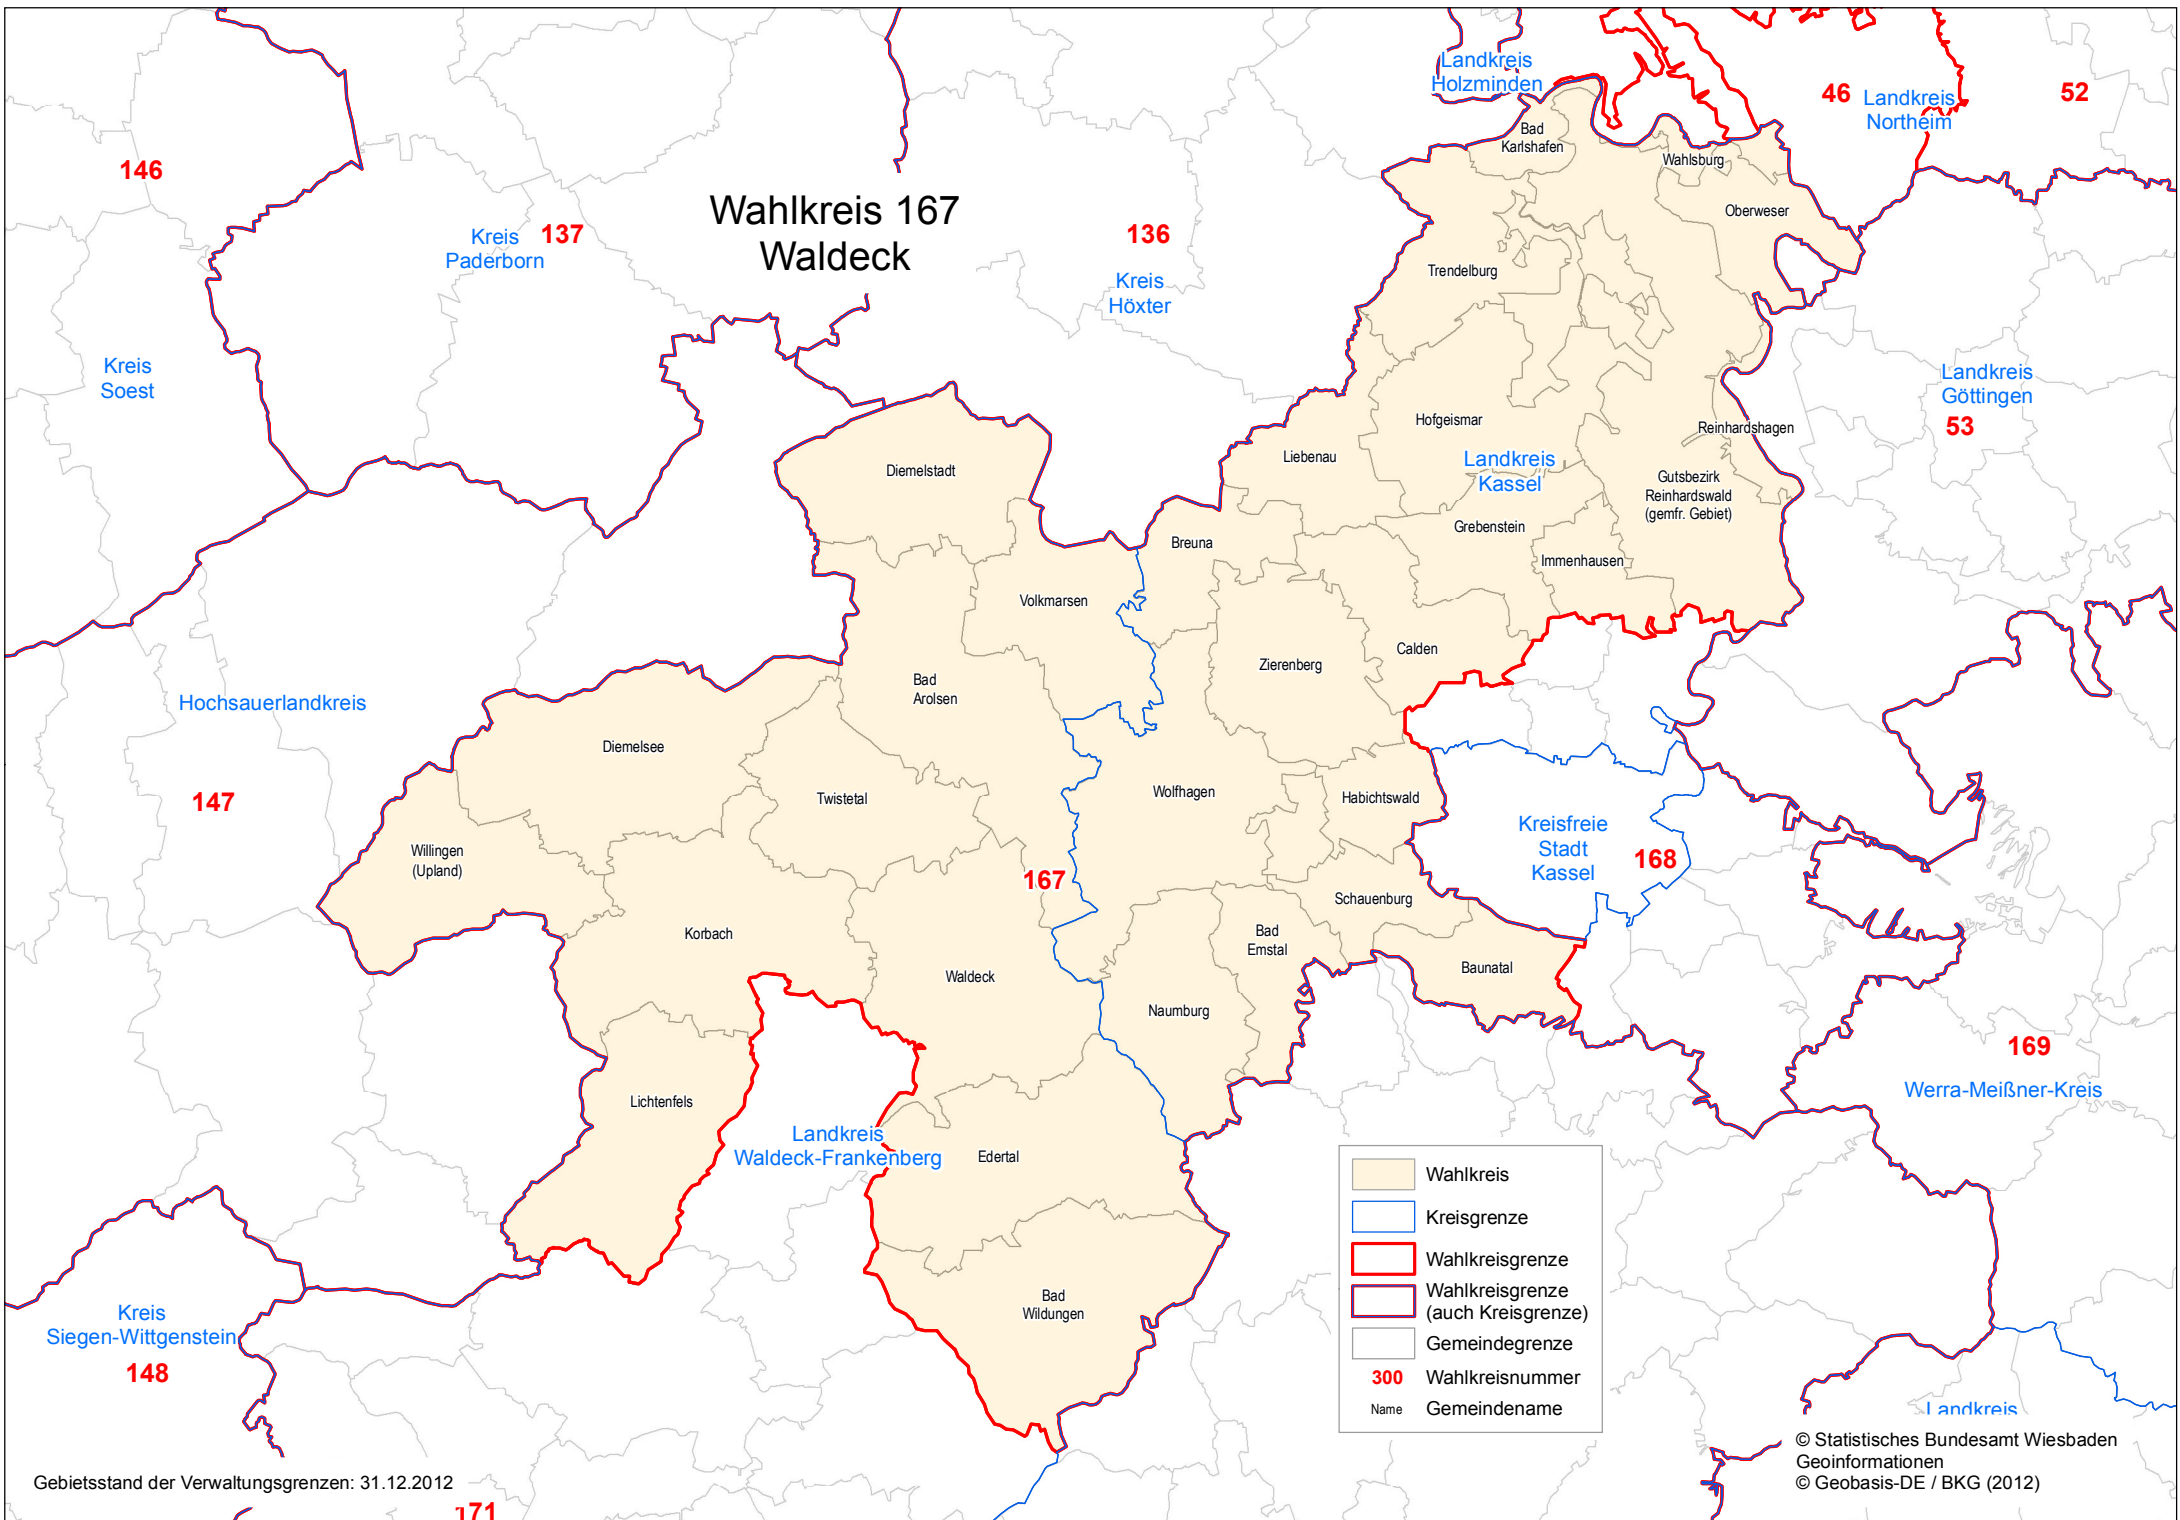 Wahlkreis 167
Waldeck
146
Kreis
Paderborn
137
136
Kreis
Höxter
Landkreis
Holzminden
46
Landkreis
Northeim
52
Kreis
Soest
Landkreis
Göttingen
53
Bad
Karlshafen
Wahlsburg
Oberweser
Trendelburg
Hofgeismar
Reinhardshagen
Liebenau
Landkreis
Kassel
Gutsbezirk
Reinhardswald
(gemfr. Gebiet)
Diemelstadt
Grebenstein
Breuna
Immenhausen
Volkmarsen
Calden
Zierenberg
Bad
Arolsen
Hochsauerlandkreis
Diemelsee
147
Twistetal
Wolfhagen
Habichtswald
Kreisfreie
Stadt
Kassel
168
Willingen
(Upland)
167
Schauenburg
Korbach
Bad
Emstal
Waldeck
Baunatal
Naumburg
169
Werra-Meißner-Kreis
Lichtenfels
Landkreis
Waldeck-Frankenberg
Edertal
Bad
Wildungen
Kreis
Siegen-Wittgenstein
148
Wahlkreis
Kreisgrenze
Wahlkreisgrenze
Wahlkreisgrenze
(auch Kreisgrenze)
Gemeindegrenze
300 Wahlkreisnummer
Name Gemeindename
Landkreis
© Statistisches Bundesamt Wiesbaden
Geoinformationen
© Geobasis-DE / BKG (2012)
Gebietsstand der Verwaltungsgrenzen: 31.12.2012
171